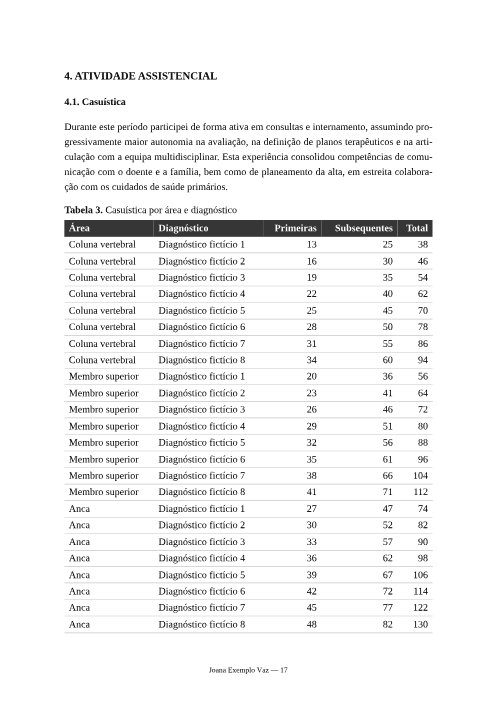 4. ATIVIDADE ASSISTENCIAL
4.1. Casuística
Durante este período participei de forma ativa em consultas e internamento, assumindo pro-
gressivamente maior autonomia na avaliação, na definição de planos terapêuticos e na arti-
culação com a equipa multidisciplinar. Esta experiência consolidou competências de comu-
nicação com o doente e a família, bem como de planeamento da alta, em estreita colabora-
ção com os cuidados de saúde primários.
Tabela 3. Casuística por área e diagnóstico
Área Diagnóstico Primeiras Subsequentes Total
Coluna vertebral Diagnóstico fictício 1 13 25 38
Coluna vertebral Diagnóstico fictício 2 16 30 46
Coluna vertebral Diagnóstico fictício 3 19 35 54
Coluna vertebral Diagnóstico fictício 4 22 40 62
Coluna vertebral Diagnóstico fictício 5 25 45 70
Coluna vertebral Diagnóstico fictício 6 28 50 78
Coluna vertebral Diagnóstico fictício 7 31 55 86
Coluna vertebral Diagnóstico fictício 8 34 60 94
Membro superior Diagnóstico fictício 1 20 36 56
Membro superior Diagnóstico fictício 2 23 41 64
Membro superior Diagnóstico fictício 3 26 46 72
Membro superior Diagnóstico fictício 4 29 51 80
Membro superior Diagnóstico fictício 5 32 56 88
Membro superior Diagnóstico fictício 6 35 61 96
Membro superior Diagnóstico fictício 7 38 66 104
Membro superior Diagnóstico fictício 8 41 71 112
Anca Diagnóstico fictício 1 27 47 74
Anca Diagnóstico fictício 2 30 52 82
Anca Diagnóstico fictício 3 33 57 90
Anca Diagnóstico fictício 4 36 62 98
Anca Diagnóstico fictício 5 39 67 106
Anca Diagnóstico fictício 6 42 72 114
Anca Diagnóstico fictício 7 45 77 122
Anca Diagnóstico fictício 8 48 82 130
Joana Exemplo Vaz — 17